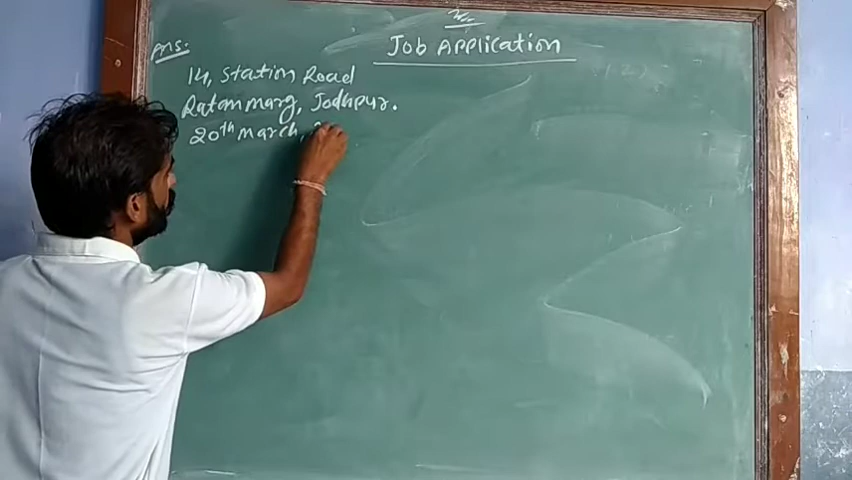 Job Application
Ans.
14, Station Road
Ratanmarg, Jodhpur.
20th march,